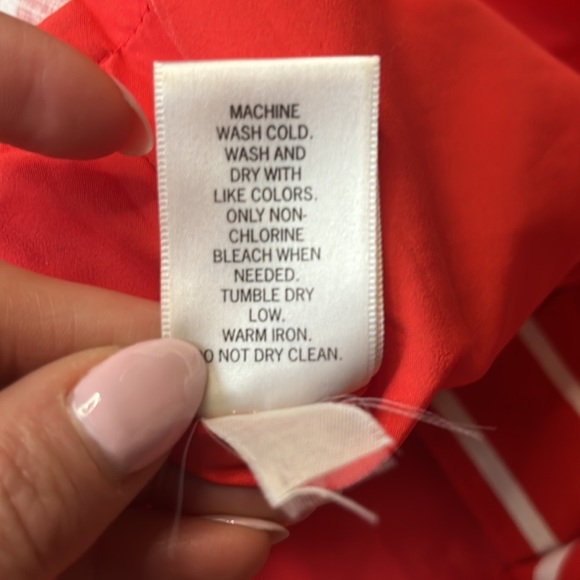 MACHINE
WASH COLD.
WASH AND
DRY WITH
LIKE COLORS.
ONLY NON-
CHLORINE
BLEACH WHEN
NEEDED.
TUMBLE DRY
LOW.
WARM IRON.
DO NOT DRY CLEAN.